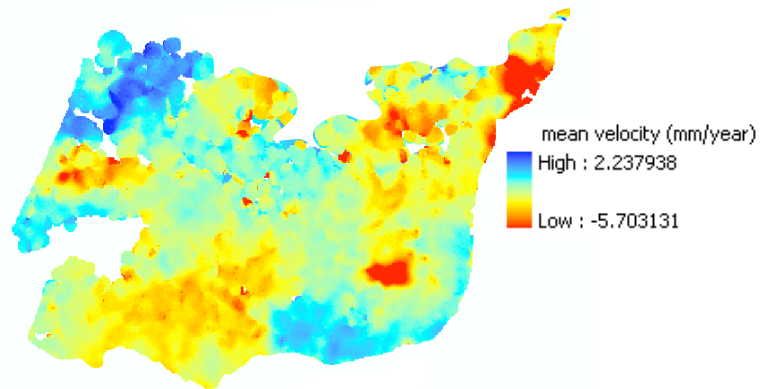 mean velocity (mm/year)
High : 2.237938
Low : -5.703131